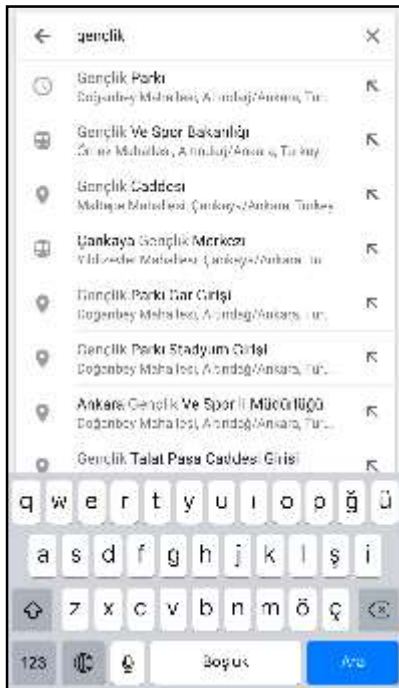 gençlik
Gençlik Parkı
Doğanbey Mahallesi, Altındağ/Ankara, Tür...
Gençlik Ve Spor Bakanlığı
Örnek Mahallesi, Altındağ/Ankara, Turkey
Gençlik Caddesi
Maltepe Mahallesi, Çankaya/Ankara, Turkey
Çankaya Gençlik Merkezi
Yıldızevler Mahallesi, Çankaya/Ankara
Gençlik Parkı Gar Girişi
Doğanbey Mahallesi, Altındağ/Ankara, Tür...
Gençlik Parkı Stadyum Girişi
Doğanbey Mahallesi, Altındağ/Ankara, Tür...
Ankara Gençlik Ve Spor İl Müdürlüğü
Doğanbey Mahallesi, Altındağ/Ankara, Tür...
Gençlik Talat Paşa Caddesi Girişi
q w e r t y u ı o p ğ ü
a s d f g h j k l ş i
z x c v b n m ö ç
123 Boşluk Ara